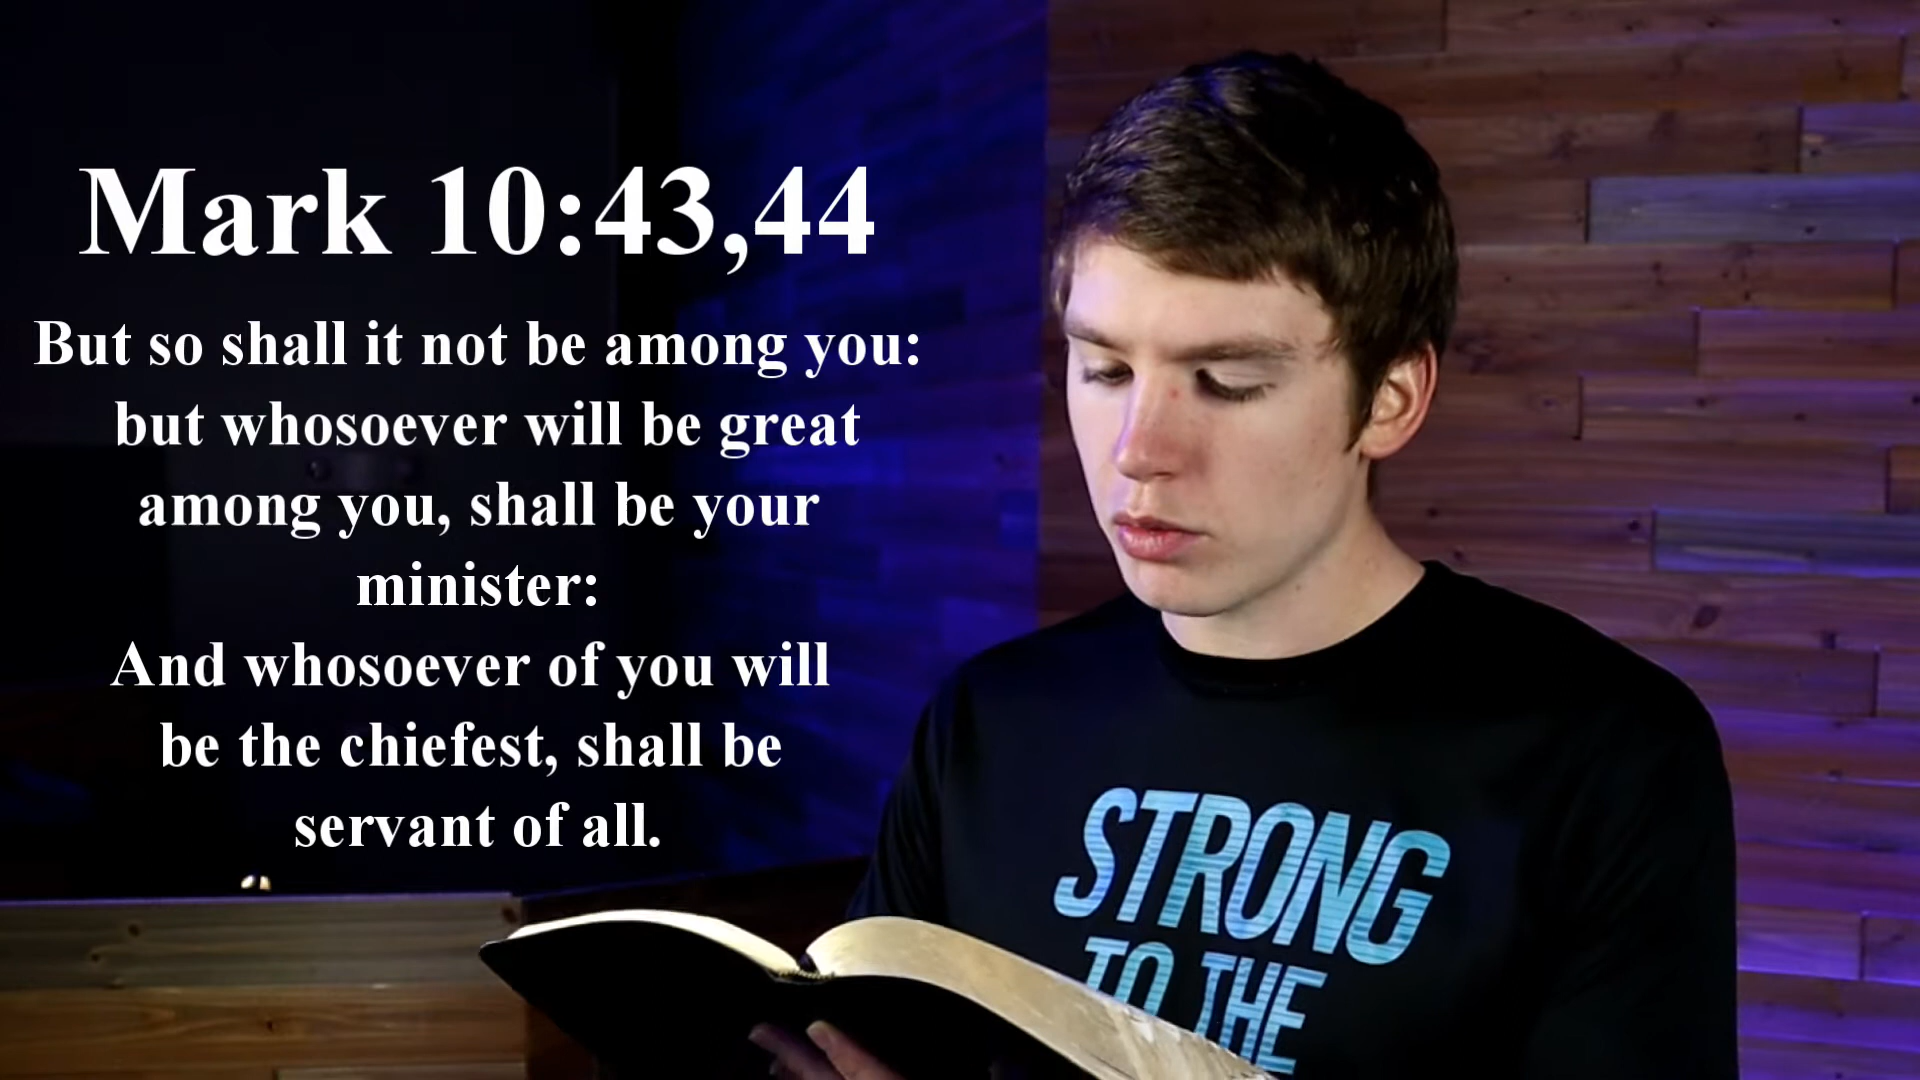 Mark 10:43,44
But so shall it not be among you:
but whosoever will be great
among you, shall be your
minister:
And whosoever of you will
be the chiefest, shall be
servant of all.
STRONG
TO THE